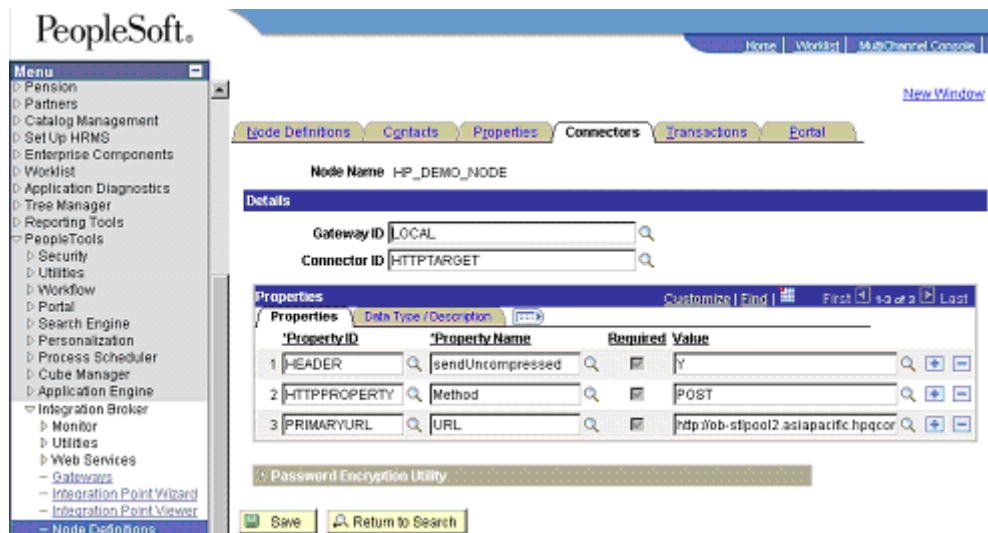 PeopleSoft.
Home | Worklist | MultiChannel Console |
Menu
Pension
Partners
Catalog Management
Set Up HRMS
Enterprise Components
Worklist
Application Diagnostics
Tree Manager
Reporting Tools
PeopleTools
Security
Utilities
Workflow
Portal
Search Engine
Personalization
Process Scheduler
Cube Manager
Application Engine
Integration Broker
Monitor
Utilities
Web Services
– Gateways
– Integration Point Wizard
– Integration Point Viewer
– Node Definitions
New Window
Node Definitions Contacts Properties Connectors Transactions Portal
Node Name HP_DEMO_NODE
Details
Gateway ID LOCAL
Connector ID HTTPTARGET
Properties Customize | Find | First 1-3 of 3 Last
Properties Data Type / Description
*Property ID *Property Name Required Value
1 HEADER sendUncompressed Y
2 HTTPPROPERTY Method POST
3 PRIMARYURL URL http://ob-stlpool2.asiapacific.hpqcor
Password Encryption Utility
Save Return to Search